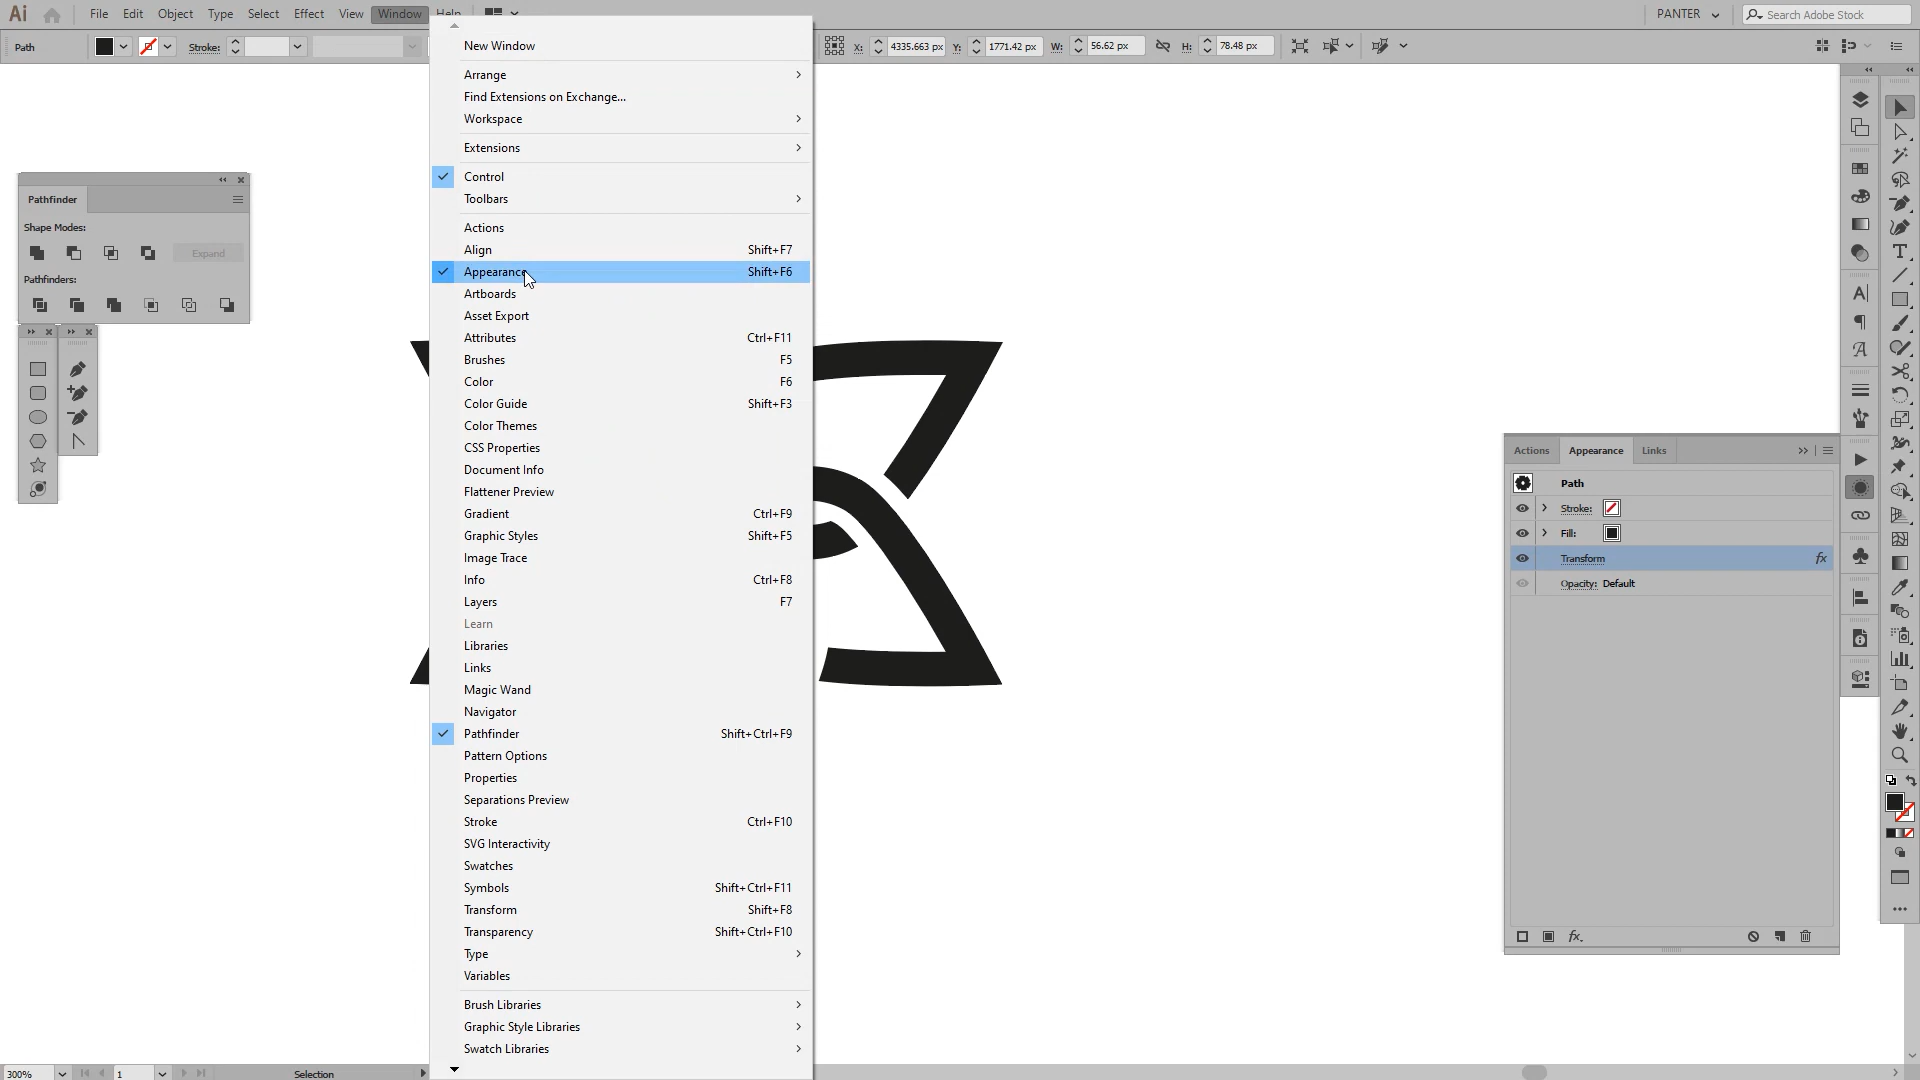 Ai
File Edit Object Type Select Effect View Window Help
PANTER
Search Adobe Stock
Path
Stroke:
X: 4335.663 px Y: 1771.42 px W: 56.62 px H: 78.48 px
New Window
Arrange
Find Extensions on Exchange...
Workspace
Extensions
Control
Toolbars
Actions
Align Shift+F7
Appearance Shift+F6
Artboards
Asset Export
Attributes Ctrl+F11
Brushes F5
Color F6
Color Guide Shift+F3
Color Themes
CSS Properties
Document Info
Flattener Preview
Gradient Ctrl+F9
Graphic Styles Shift+F5
Image Trace
Info Ctrl+F8
Layers F7
Learn
Libraries
Links
Magic Wand
Navigator
Pathfinder Shift+Ctrl+F9
Pattern Options
Properties
Separations Preview
Stroke Ctrl+F10
SVG Interactivity
Swatches
Symbols Shift+Ctrl+F11
Transform Shift+F8
Transparency Shift+Ctrl+F10
Type
Variables
Brush Libraries
Graphic Style Libraries
Swatch Libraries
Pathfinder
Shape Modes:
Expand
Pathfinders:
Actions Appearance Links
Path
Stroke:
Fill:
Transform fx
Opacity: Default
fx.
300% 1 Selection